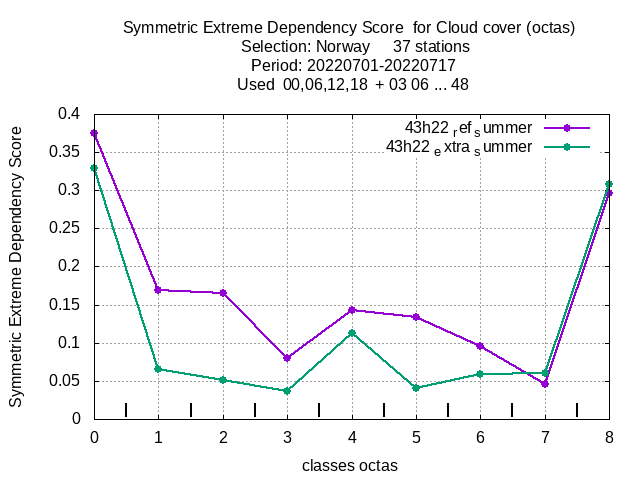 Symmetric Extreme Dependency Score  for Cloud cover (octas)
Selection: Norway     37 stations
Period: 20220701-20220717
Used  00,06,12,18  + 03 06 ... 48
Symmetric Extreme Dependency Score
43h22 ref summer
43h22 extra summer
0.4
0.35
0.3
0.25
0.2
0.15
0.1
0.05
0
0 1 2 3 4 5 6 7 8
classes octas